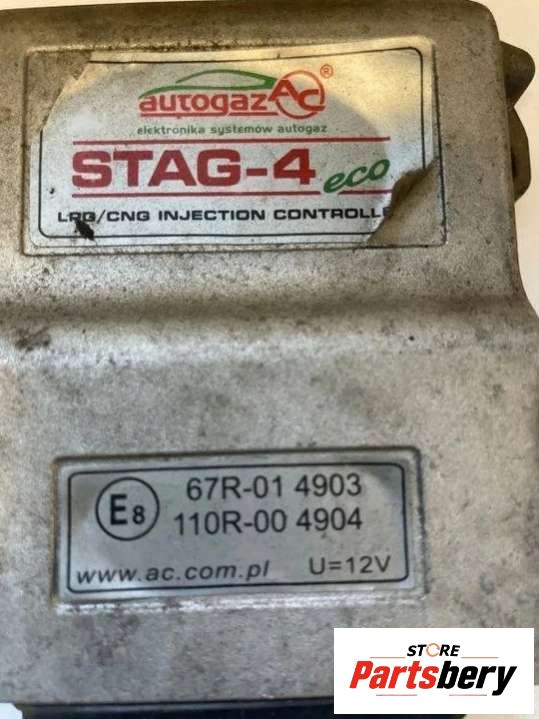 autogaz AC ®
elektronika systemów autogaz
STAG-4 eco
LPG/CNG INJECTION CONTROLLE
E8
67R-01 4903
110R-00 4904
www.ac.com.pl U=12V
STORE
Partsbery